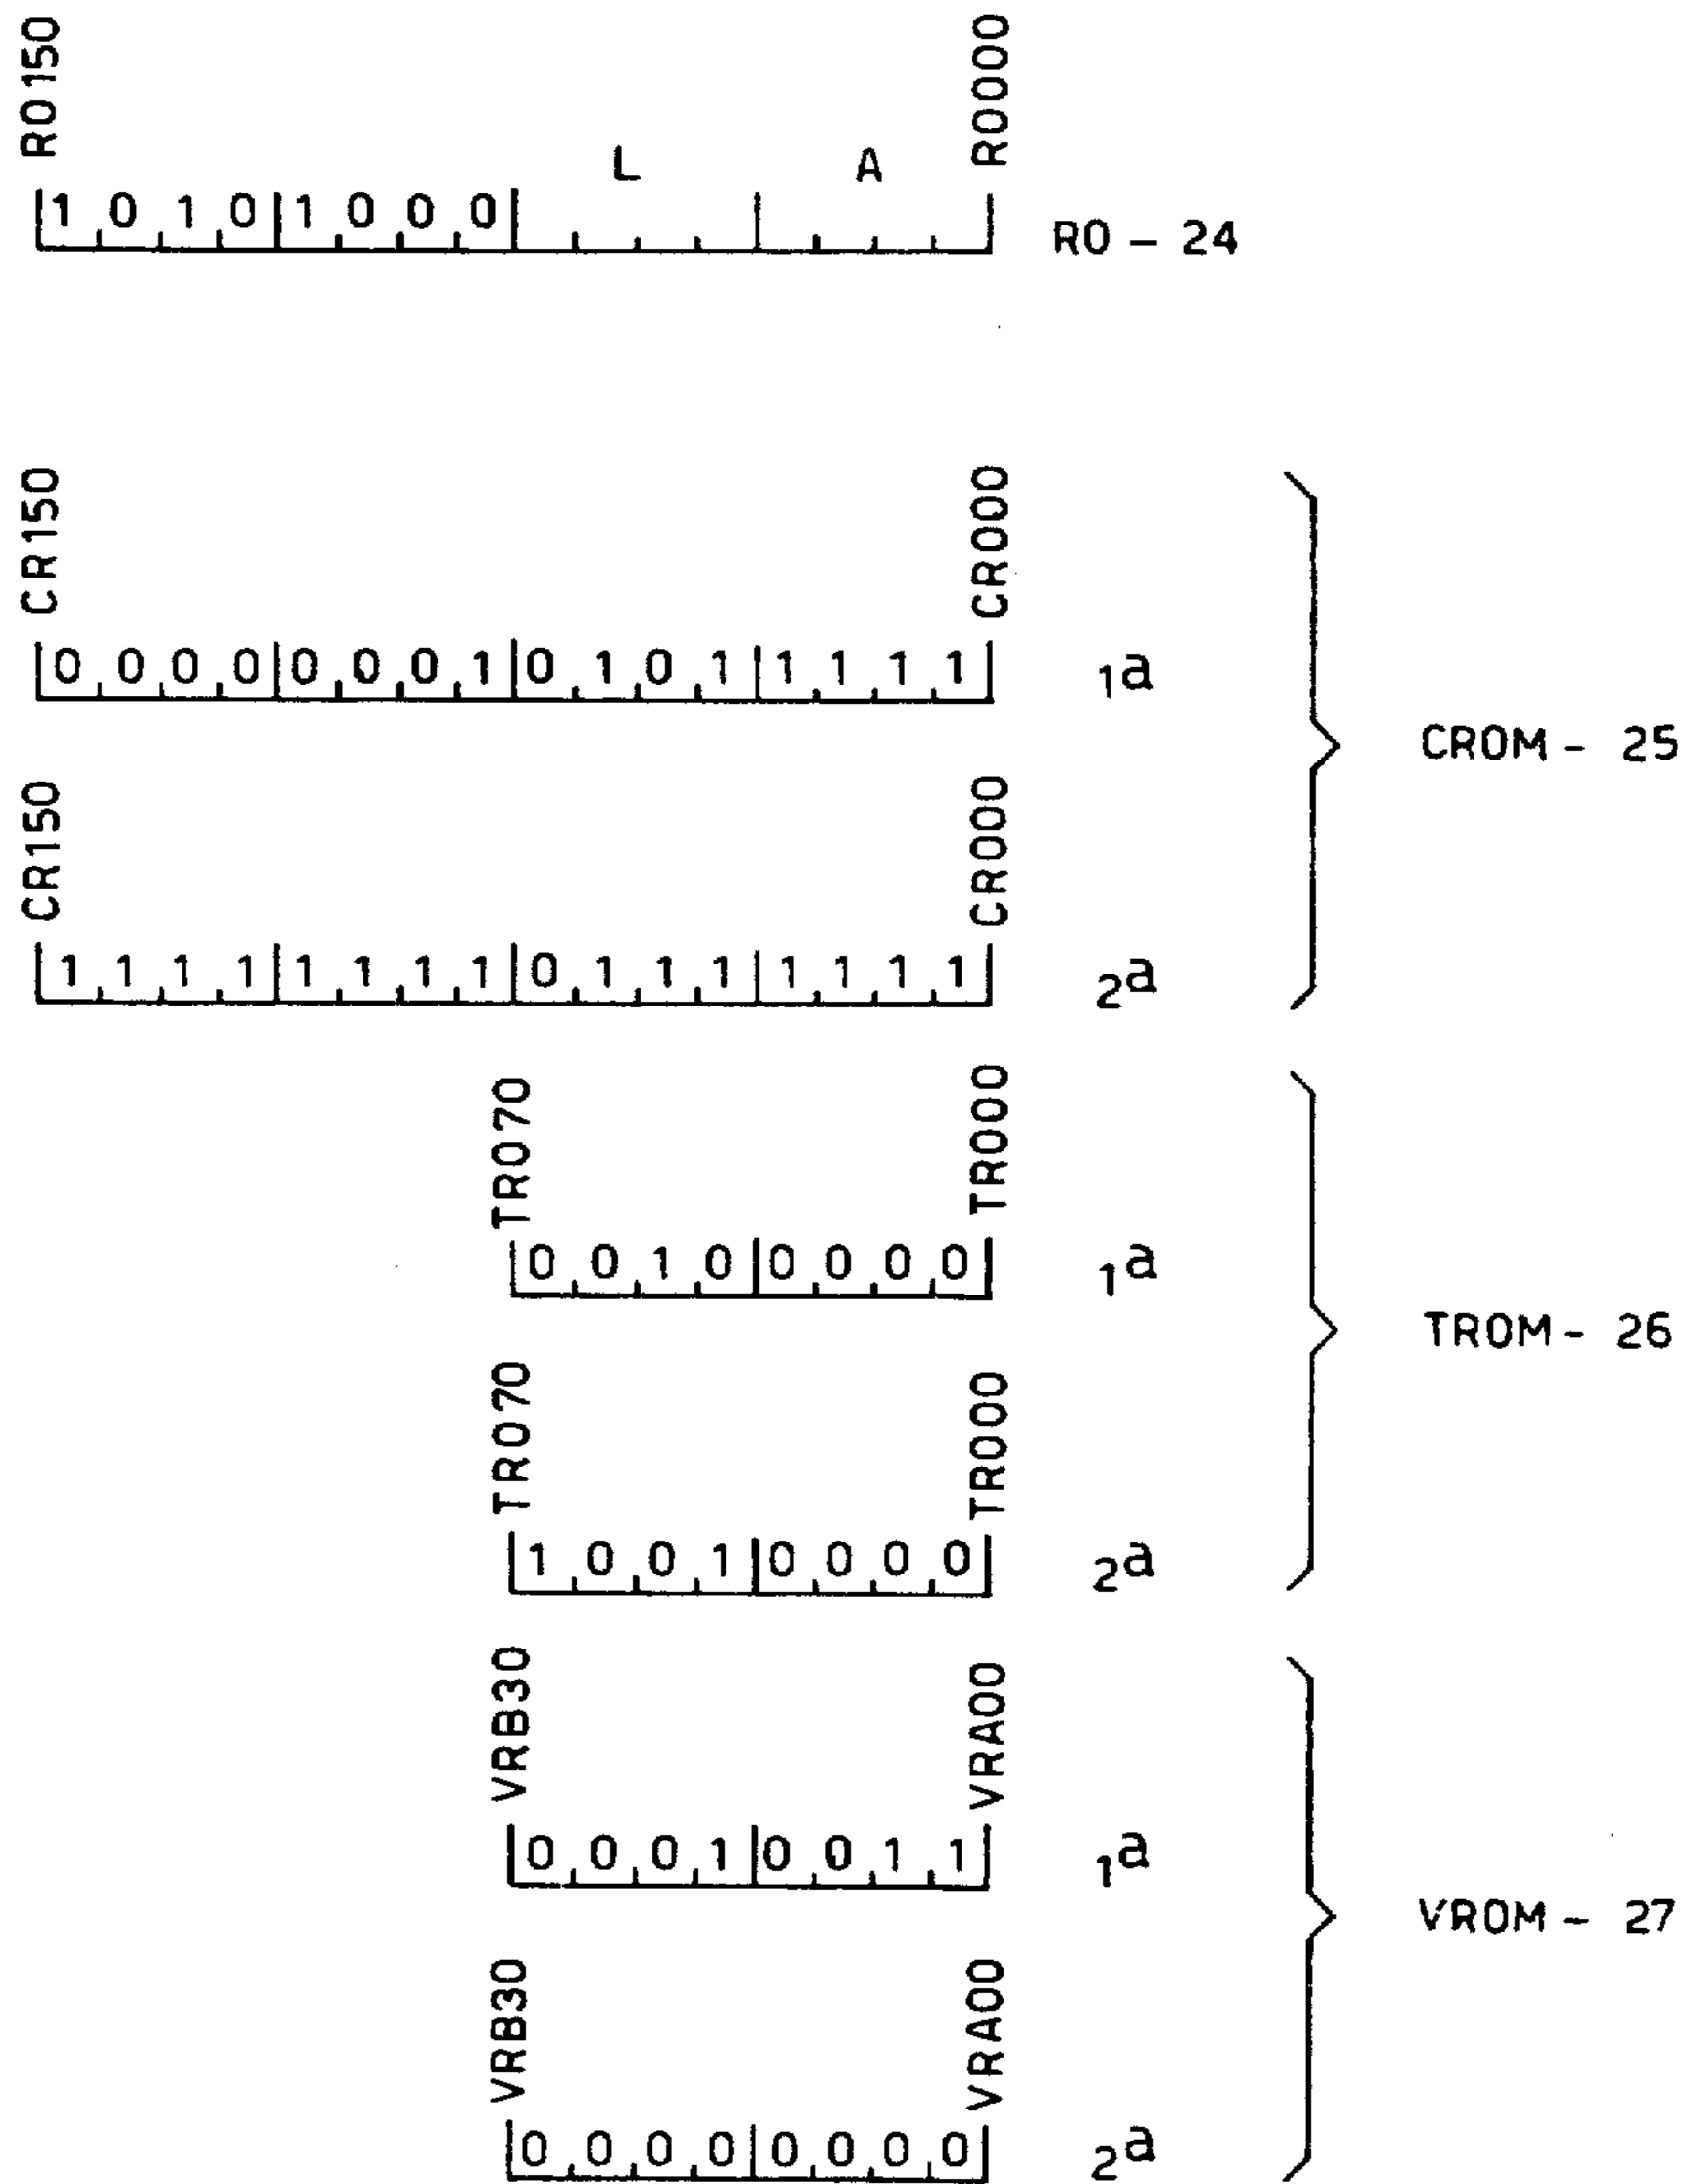 RO150 RO000
L A
1 0 1 0 1 0 0 0 RO - 24
CR150 CR000
0 0 0 0 0 0 0 1 0 1 0 1 1 1 1 1 1a
CROM - 25
CR150 CR000
1 1 1 1 1 1 1 1 0 1 1 1 1 1 1 1 2a
TR070 TR000
0 0 1 0 0 0 0 0 1a
TROM - 26
TR070 TR000
1 0 0 1 0 0 0 0 2a
VRB30 VRA00
0 0 0 1 0 0 1 1 1a
VROM - 27
VRB30 VRA00
0 0 0 0 0 0 0 0 2a